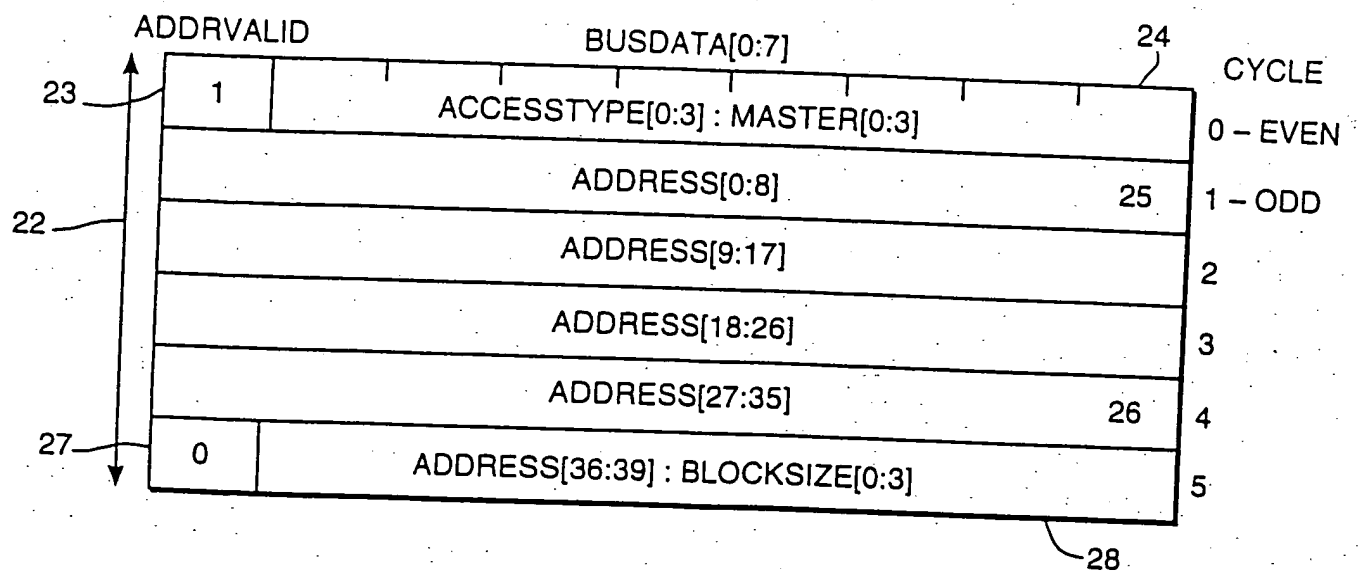 ADDRVALID BUSDATA[0:7] 24 CYCLE
23 1 ACCESSTYPE[0:3] : MASTER[0:3] 0 – EVEN
ADDRESS[0:8] 25 1 – ODD
22 ADDRESS[9:17] 2
ADDRESS[18:26] 3
ADDRESS[27:35] 26 4
27 0 ADDRESS[36:39] : BLOCKSIZE[0:3] 5
28